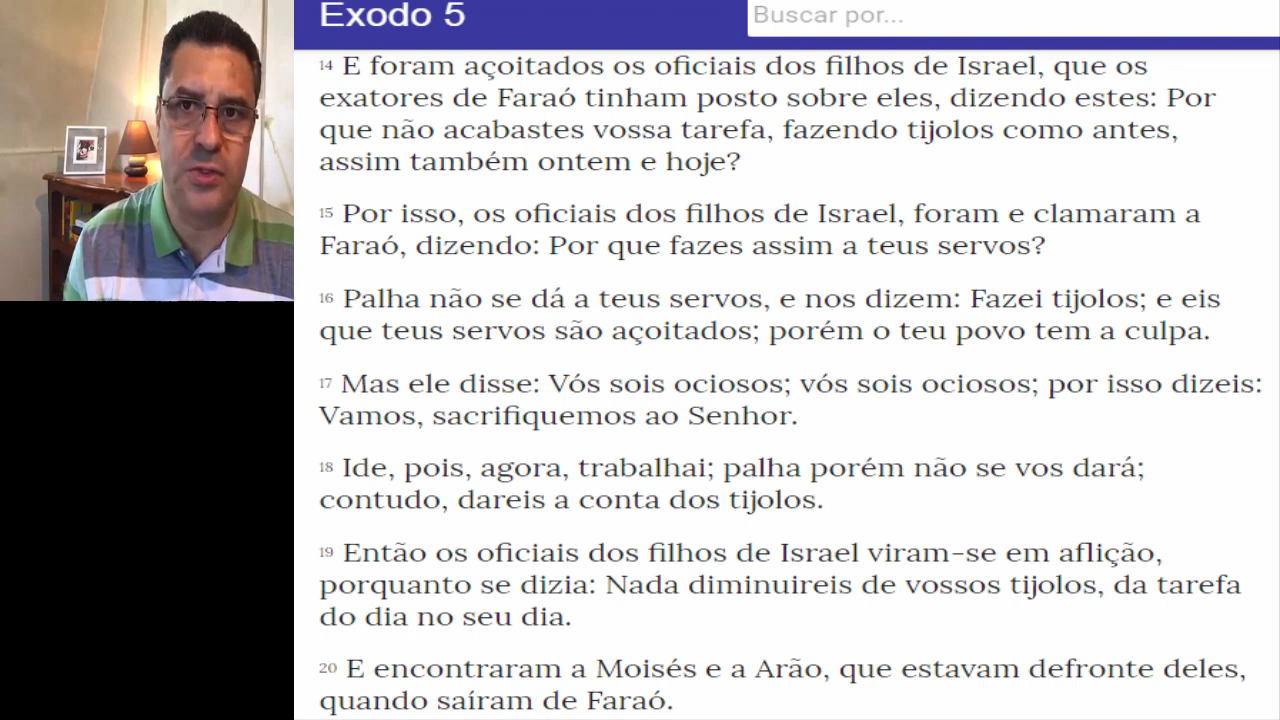 Exodo 5
Buscar por...
14 E foram açoitados os oficiais dos filhos de Israel, que os
exatores de Faraó tinham posto sobre eles, dizendo estes: Por
que não acabastes vossa tarefa, fazendo tijolos como antes,
assim também ontem e hoje?
15 Por isso, os oficiais dos filhos de Israel, foram e clamaram a
Faraó, dizendo: Por que fazes assim a teus servos?
16 Palha não se dá a teus servos, e nos dizem: Fazei tijolos; e eis
que teus servos são açoitados; porém o teu povo tem a culpa.
17 Mas ele disse: Vós sois ociosos; vós sois ociosos; por isso dizeis:
Vamos, sacrifiquemos ao Senhor.
18 Ide, pois, agora, trabalhai; palha porém não se vos dará;
contudo, dareis a conta dos tijolos.
19 Então os oficiais dos filhos de Israel viram-se em aflição,
porquanto se dizia: Nada diminuireis de vossos tijolos, da tarefa
do dia no seu dia.
20 E encontraram a Moisés e a Arão, que estavam defronte deles,
quando saíram de Faraó.